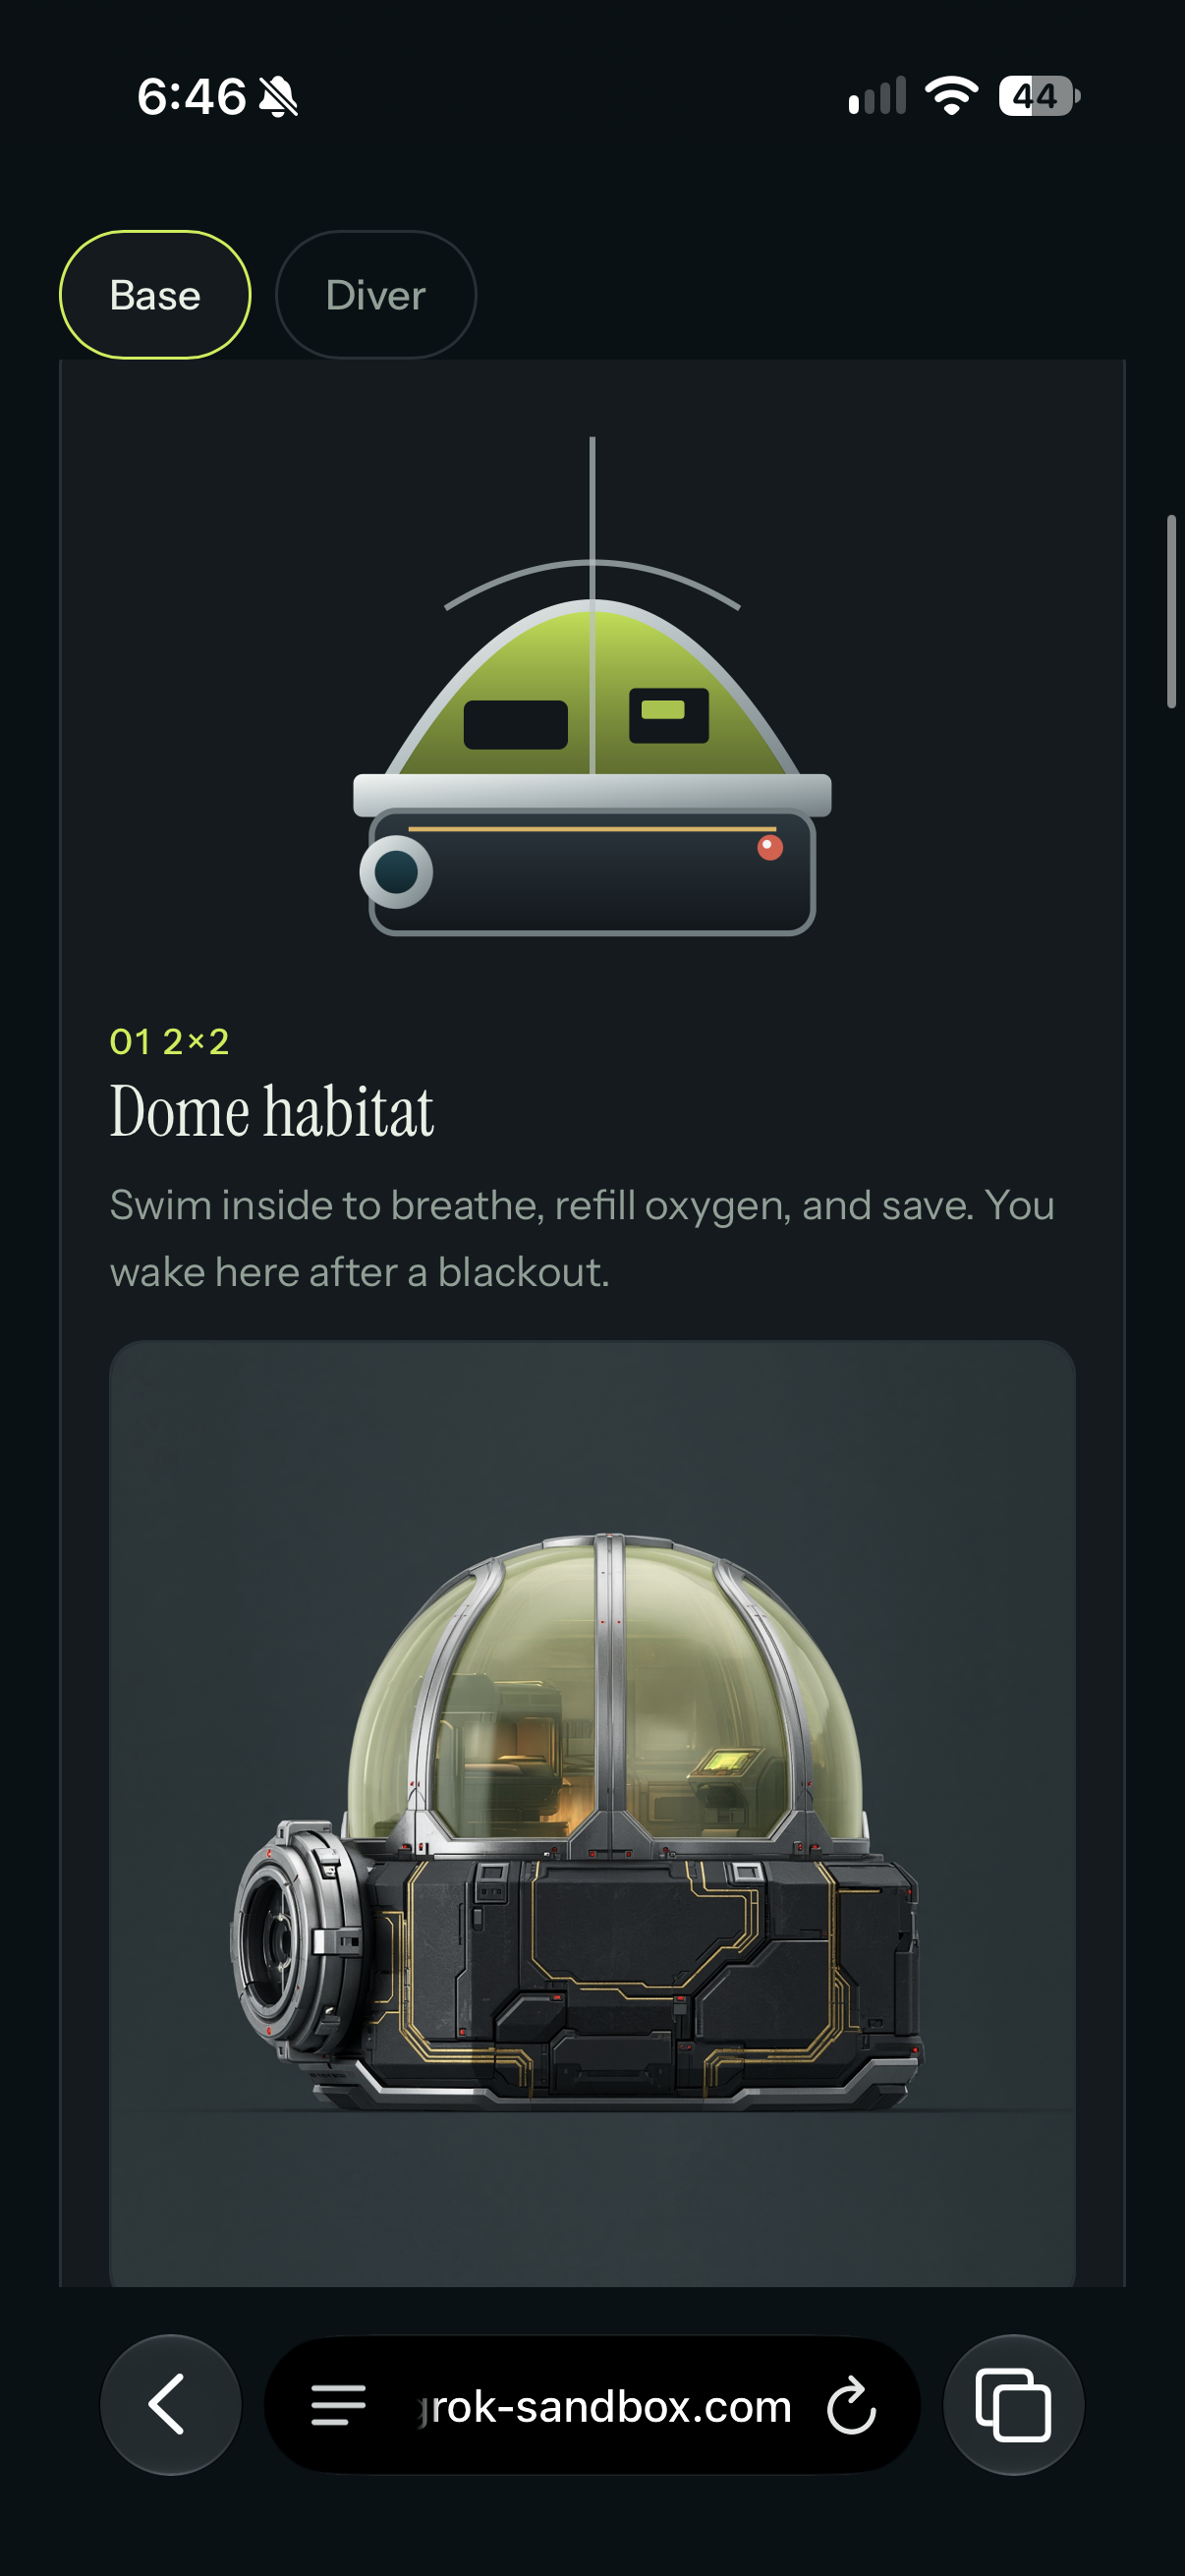 6:46
44
Base
Diver
01 2×2
Dome habitat
Swim inside to breathe, refill oxygen, and save. You
wake here after a blackout.
grok-sandbox.com